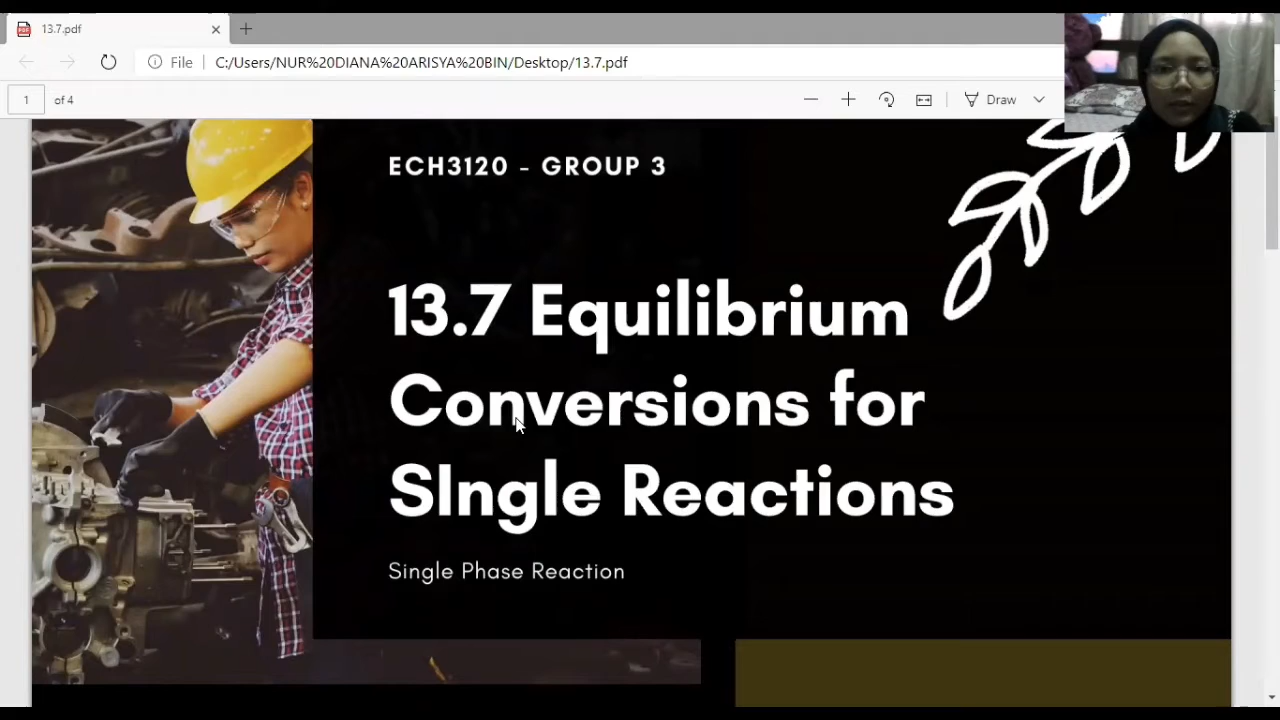 13.7.pdf
File
C:/Users/NUR%20DIANA%20ARISYA%20BIN/Desktop/13.7.pdf
1 of 4
Draw
ECH3120 - GROUP 3
13.7 Equilibrium
Conversions for
SIngle Reactions
Single Phase Reaction